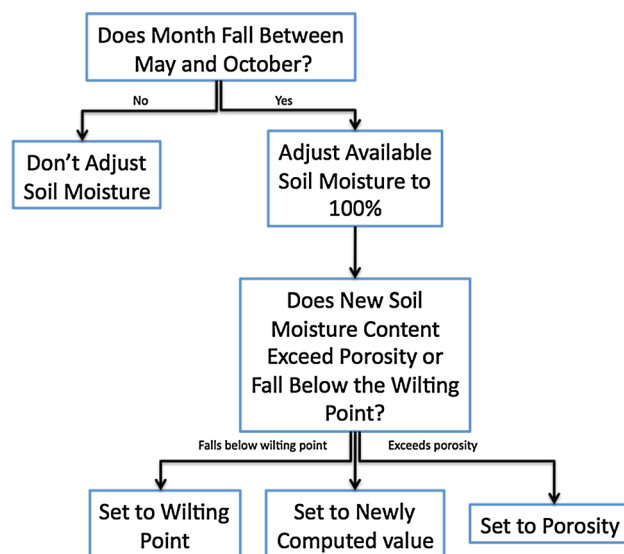 Does Month Fall Between
May and October?
No
Yes
Don't Adjust
Soil Moisture
Adjust Available
Soil Moisture to
100%
Does New Soil
Moisture Content
Exceed Porosity or
Fall Below the Wilting
Point?
Falls below wilting point
Exceeds porosity
Set to Wilting
Point
Set to Newly
Computed value
Set to Porosity